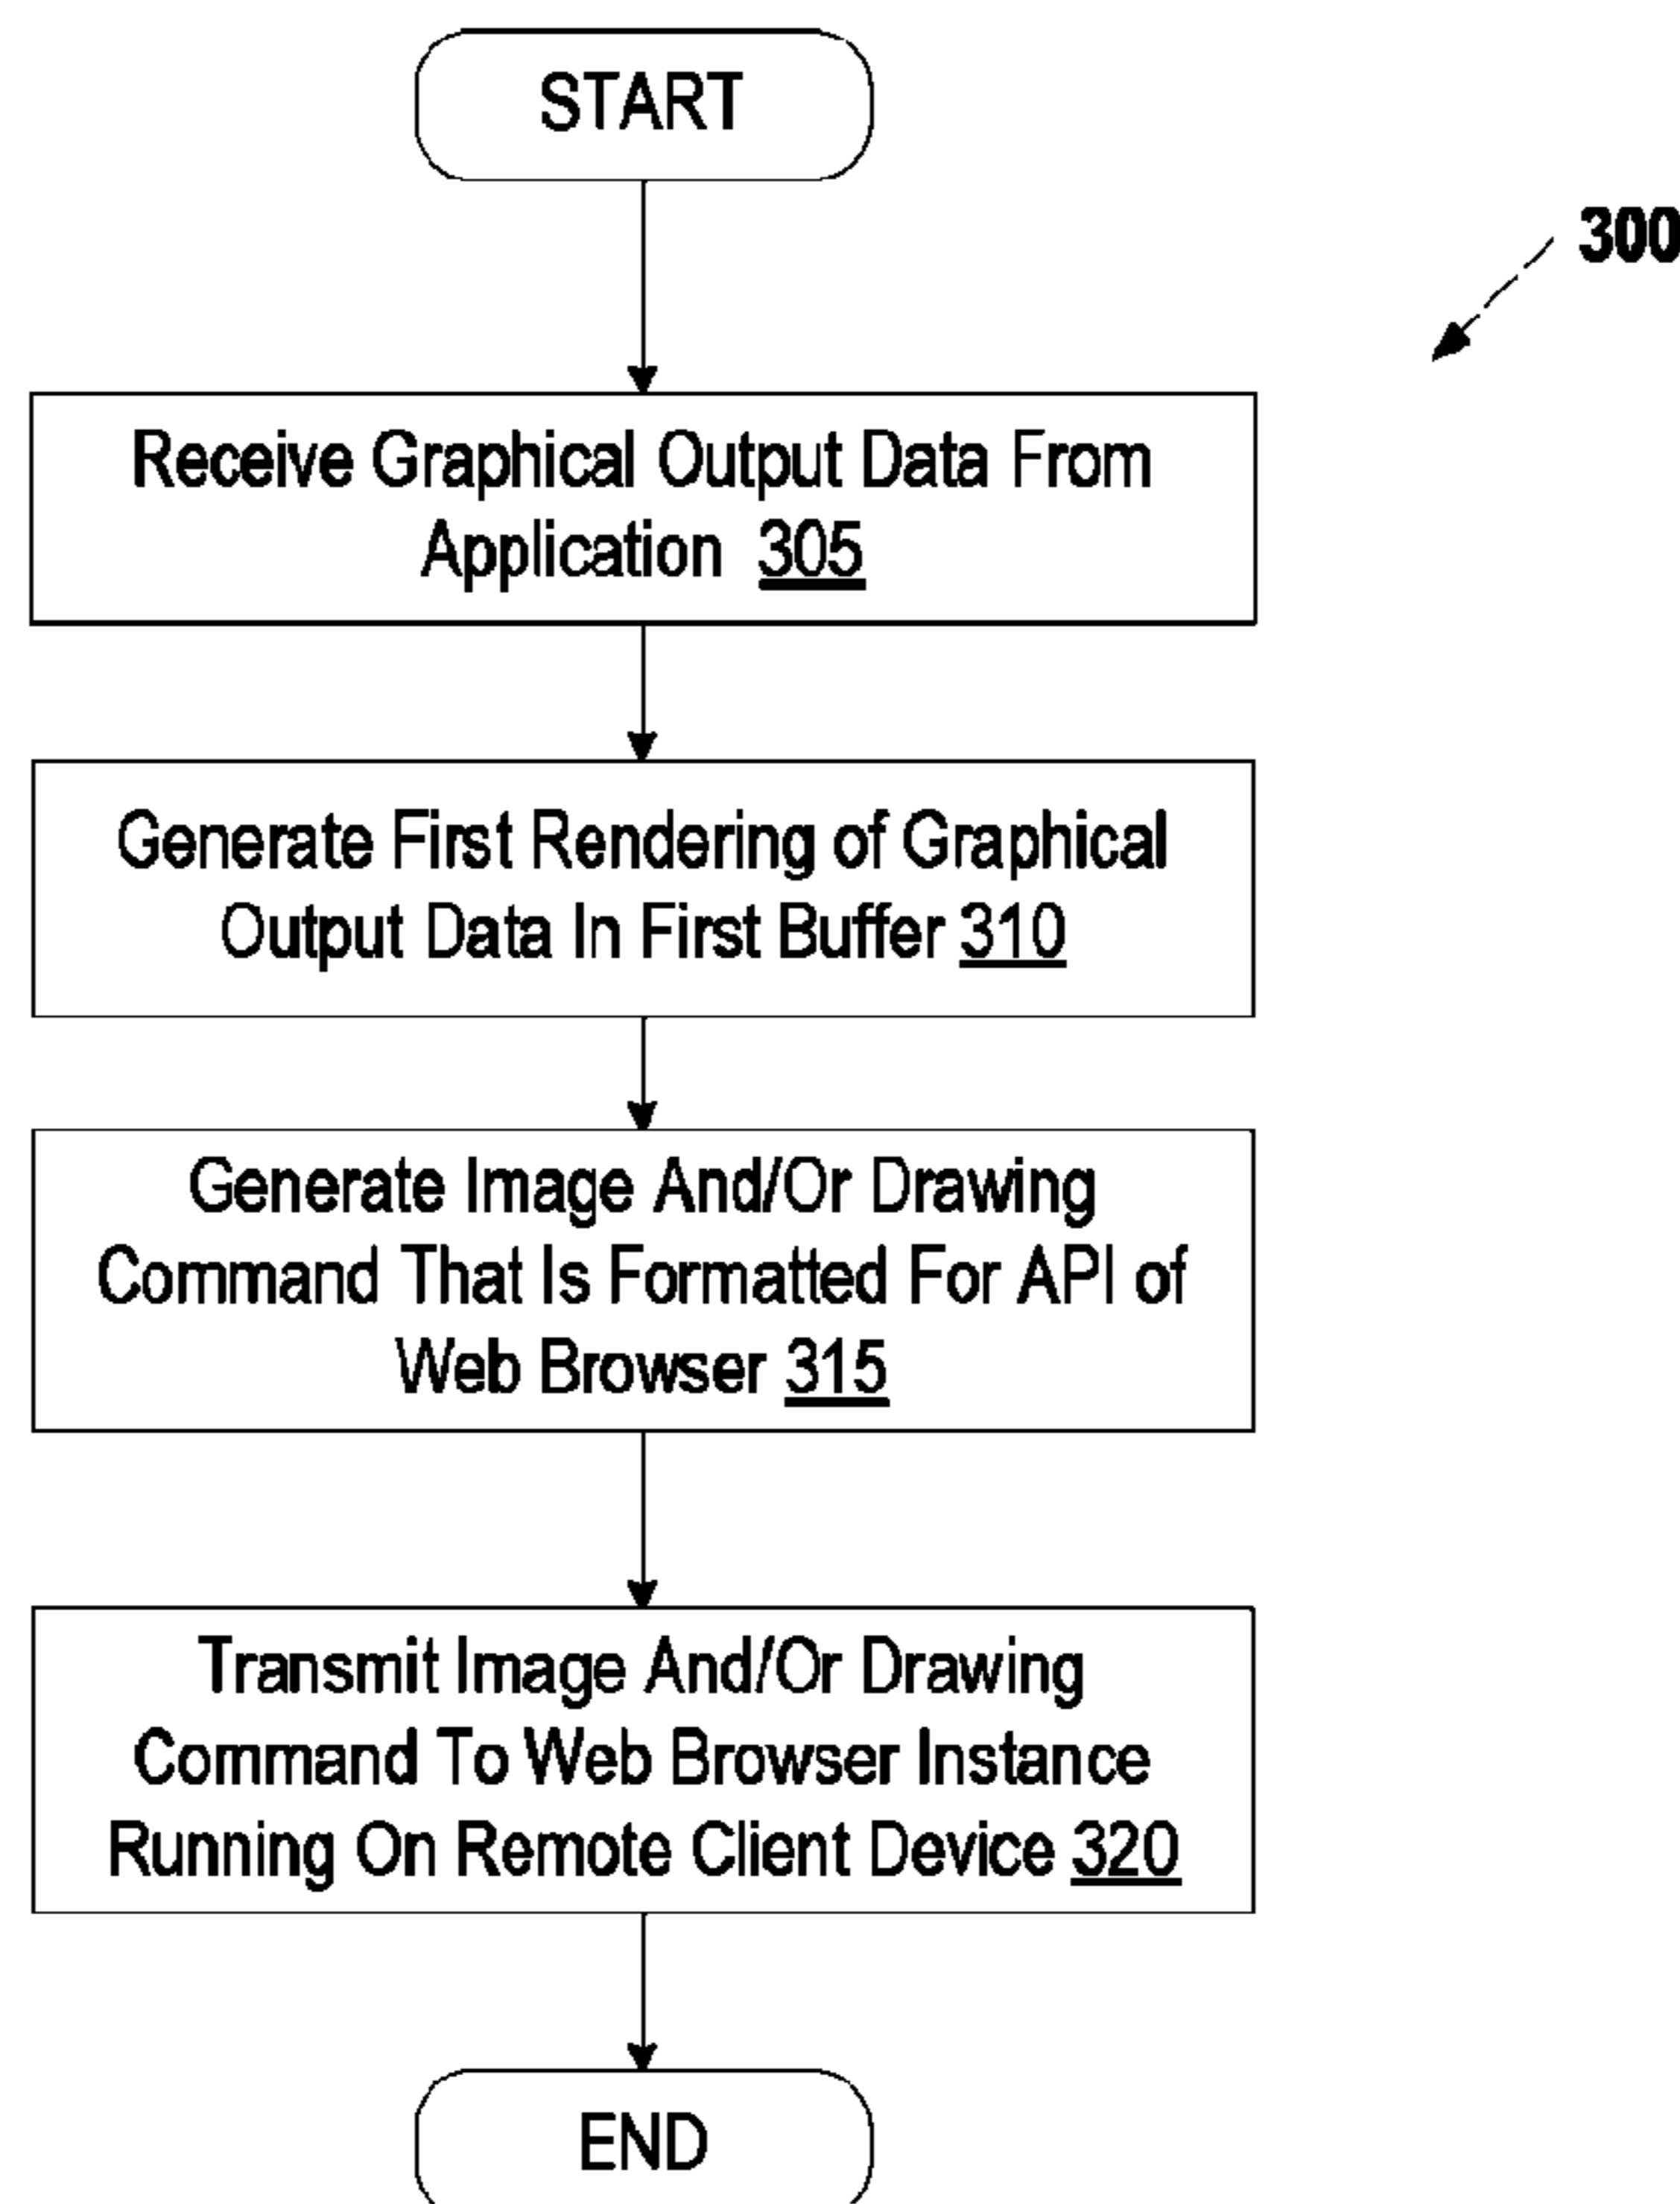 START
300
Receive Graphical Output Data From
Application 305
Generate First Rendering of Graphical
Output Data In First Buffer 310
Generate Image And/Or Drawing
Command That Is Formatted For API of
Web Browser 315
Transmit Image And/Or Drawing
Command To Web Browser Instance
Running On Remote Client Device 320
END